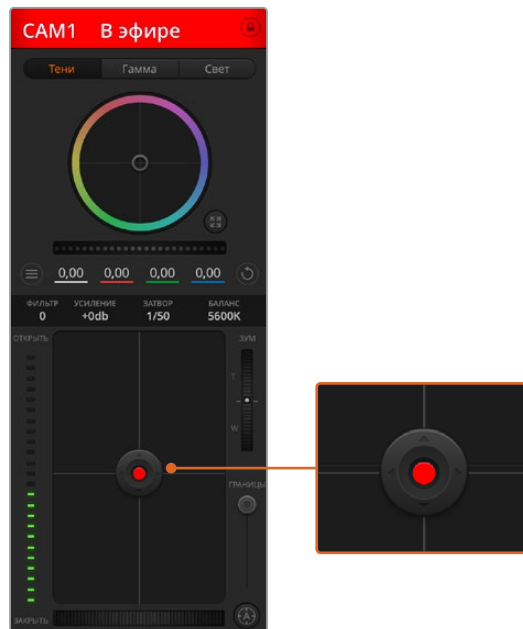 CAM1 В эфире
Тени Гамма Свет
0,00 0,00 0,00 0,00
ФИЛЬТР УСИЛЕНИЕ ЗАТВОР БАЛАНС
0 +0db 1/50 5600K
ОТКРЫТЬ ЗУМ
T
W
ГРАНИЦЫ
ЗАКРЫТЬ A